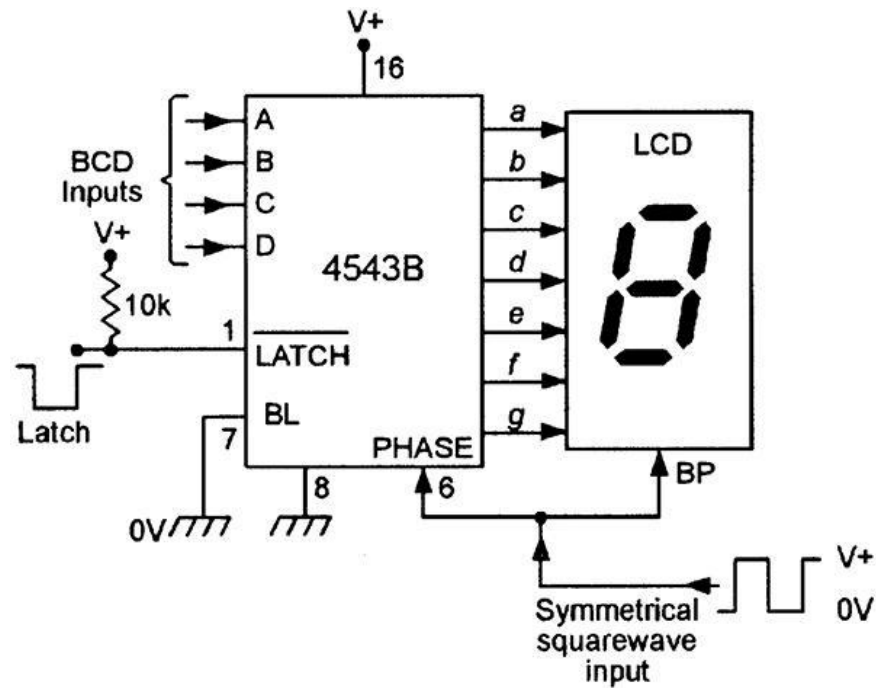 V+
16
BCD
Inputs
A
B
C
D
V+
10k
1
LATCH
Latch
7
BL
0V
8
4543B
PHASE
6
a
b
c
d
e
f
g
LCD
BP
Symmetrical
squarewave
input
V+
0V